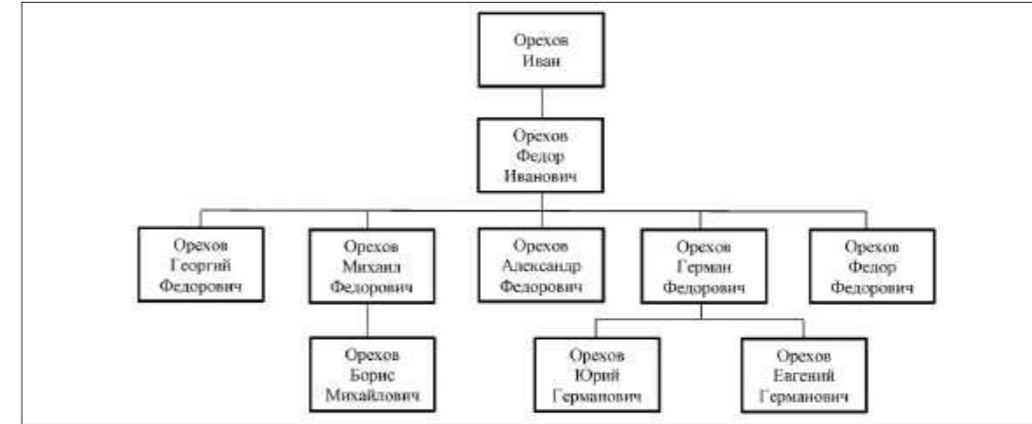 Орехов
Иван
Орехов
Федор
Иванович
Орехов
Георгий
Федорович
Орехов
Михаил
Федорович
Орехов
Александр
Федорович
Орехов
Герман
Федорович
Орехов
Федор
Федорович
Орехов
Борис
Михайлович
Орехов
Юрий
Германович
Орехов
Евгений
Германович